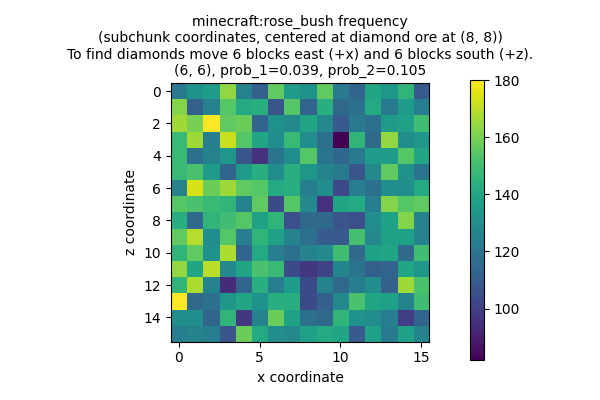 minecraft:rose_bush frequency
(subchunk coordinates, centered at diamond ore at (8, 8))
To find diamonds move 6 blocks east (+x) and 6 blocks south (+z).
(6, 6), prob_1=0.039, prob_2=0.105
0
2
4
6
8
10
12
14
z coordinate
0
5
10
15
x coordinate
180
160
140
120
100